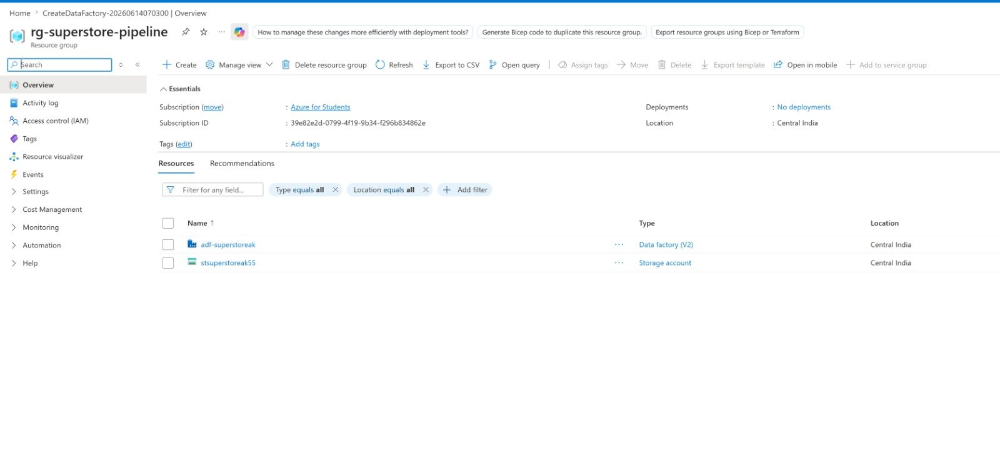 Home > CreateDataFactory-20260614070300 | Overview
rg-superstore-pipeline ... How to manage these changes more efficiently with deployment tools? Generate Bicep code to duplicate this resource group. Export resource groups using Bicep or Terraform
Resource group
Search « + Create Manage view Delete resource group Refresh Export to CSV Open query | Assign tags Move Delete Export template Open in mobile + Add to service group
Overview
Activity log
Access control (IAM)
Tags
Resource visualizer
Events
Settings
Cost Management
Monitoring
Automation
Help
Essentials
Subscription (move) : Azure for Students
Subscription ID : 39e82e2d-0799-4f19-9b34-f296b834862e
Deployments : No deployments
Location : Central India
Tags (edit) : Add tags
Resources Recommendations
Filter for any field... Type equals all × Location equals all × + Add filter
Name ↑ Type Location
adf-superstoreak ... Data factory (V2) Central India
stsuperstoreak55 ... Storage account Central India